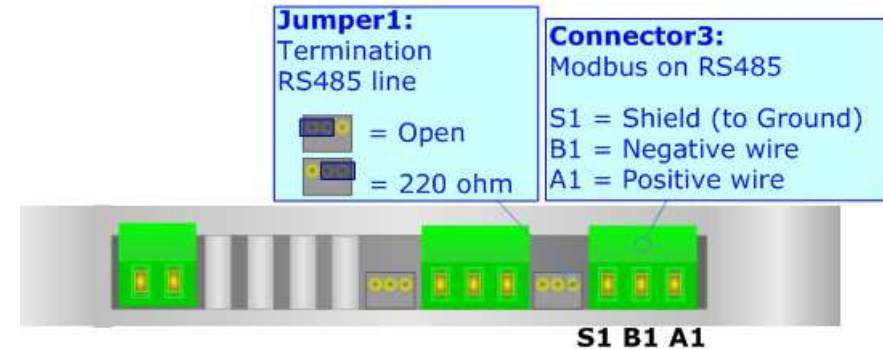 Jumper1:
Termination
RS485 line
= Open
= 220 ohm
Connector3:
Modbus on RS485
S1 = Shield (to Ground)
B1 = Negative wire
A1 = Positive wire
S1 B1 A1